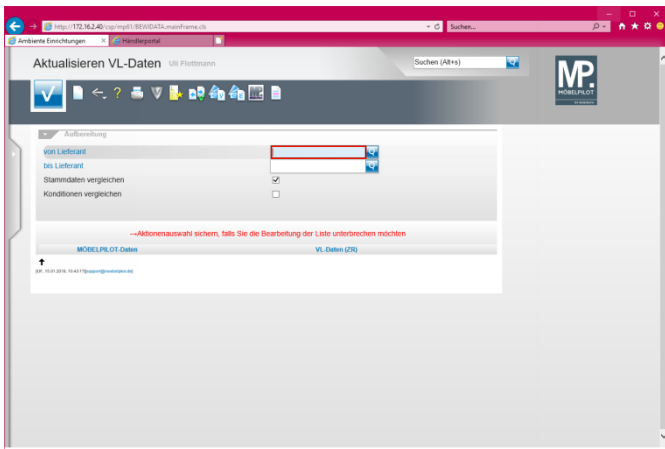 http://172.16.2.40/csp/mp61/BEWIDATA.mainFrame.cls
Suchen...
Ambiente Einrichtungen
Händlerportal
Aktualisieren VL-Daten Uli Flottmann
Suchen (Alt+s)
MP.
MÖBELPILOT
Aufbereitung
von Lieferant
bis Lieferant
Stammdaten vergleichen
Konditionen vergleichen
→Aktionenauswahl sichern, falls Sie die Bearbeitung der Liste unterbrechen möchten
MÖBELPILOT-Daten
VL-Daten (ZR)